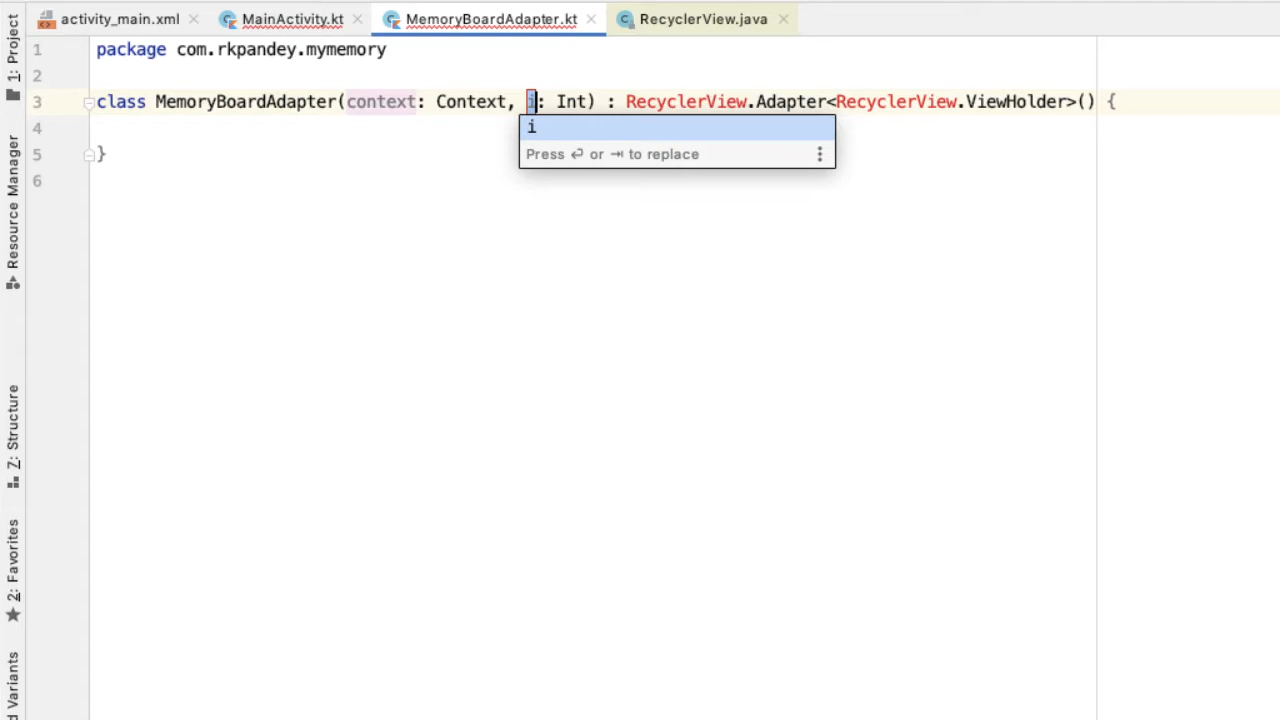 activity_main.xml MainActivity.kt MemoryBoardAdapter.kt RecyclerView.java
1 package com.rkpandey.mymemory
2
3 class MemoryBoardAdapter(context: Context, i: Int) : RecyclerView.Adapter<RecyclerView.ViewHolder>() {
i
Press ⏎ or ⇥ to replace
4
5 }
6
1: Project
Resource Manager
7: Structure
2: Favorites
d Variants